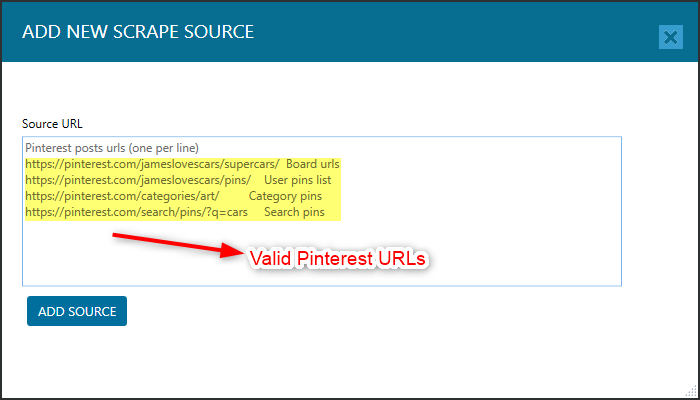 ADD NEW SCRAPE SOURCE
Source URL
Pinterest posts urls (one per line)
https://pinterest.com/jameslovescars/supercars/ Board urls
https://pinterest.com/jameslovescars/pins/ User pins list
https://pinterest.com/categories/art/ Category pins
https://pinterest.com/search/pins/?q=cars Search pins
Valid Pinterest URLs
ADD SOURCE